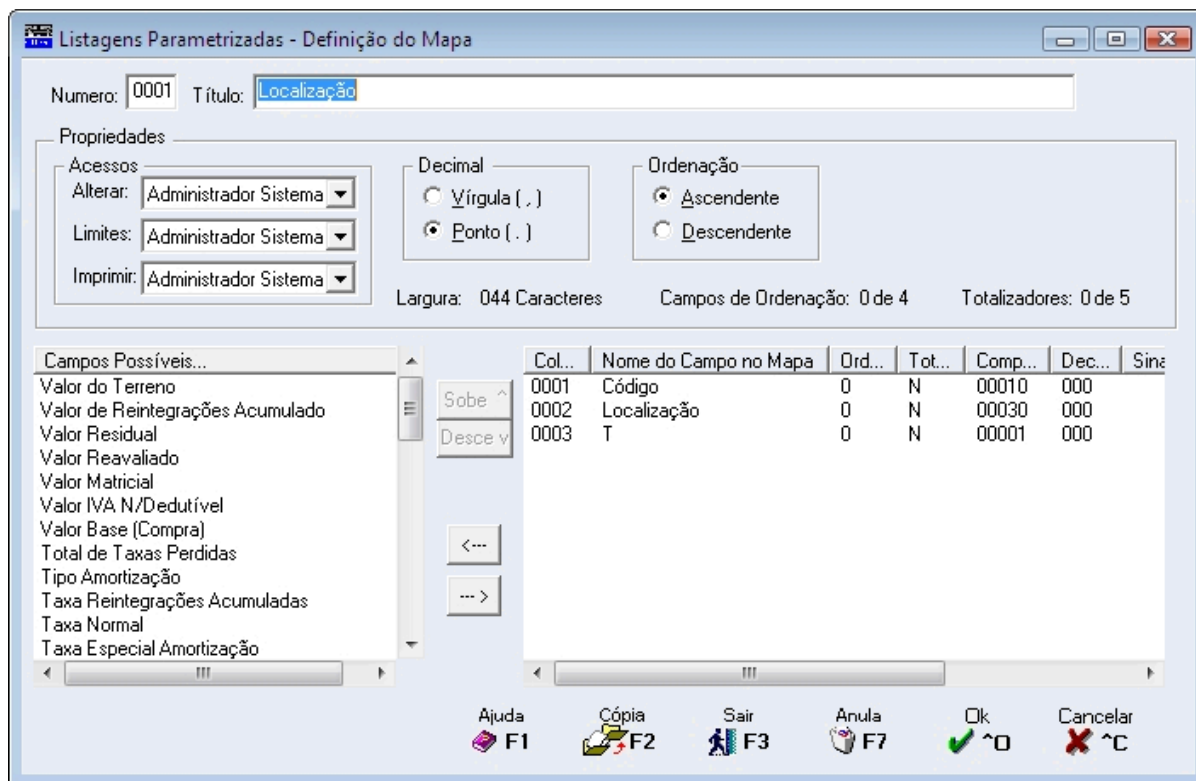 Listagens Parametrizadas - Definição do Mapa
Numero: 0001 Título: Localização
Propriedades
Acessos
Alterar: Administrador Sistema
Limites: Administrador Sistema
Imprimir: Administrador Sistema
Decimal
Vírgula ( , )
Ponto ( . )
Ordenação
Ascendente
Descendente
Largura: 044 Caracteres Campos de Ordenação: 0 de 4 Totalizadores: 0 de 5
Campos Possíveis...
Valor do Terreno
Valor de Reintegrações Acumulado
Valor Residual
Valor Reavaliado
Valor Matricial
Valor IVA N/Dedutível
Valor Base (Compra)
Total de Taxas Perdidas
Tipo Amortização
Taxa Reintegrações Acumuladas
Taxa Normal
Taxa Especial Amortização
Sobe ^
Desce v
<---
--- >
Col... Nome do Campo no Mapa Ord... Tot... Comp... Dec... Sina
0001 Código 0 N 00010 000
0002 Localização 0 N 00030 000
0003 T 0 N 00001 000
Ajuda F1
Cópia F2
Sair F3
Anula F7
Ok ^O
Cancelar ^C